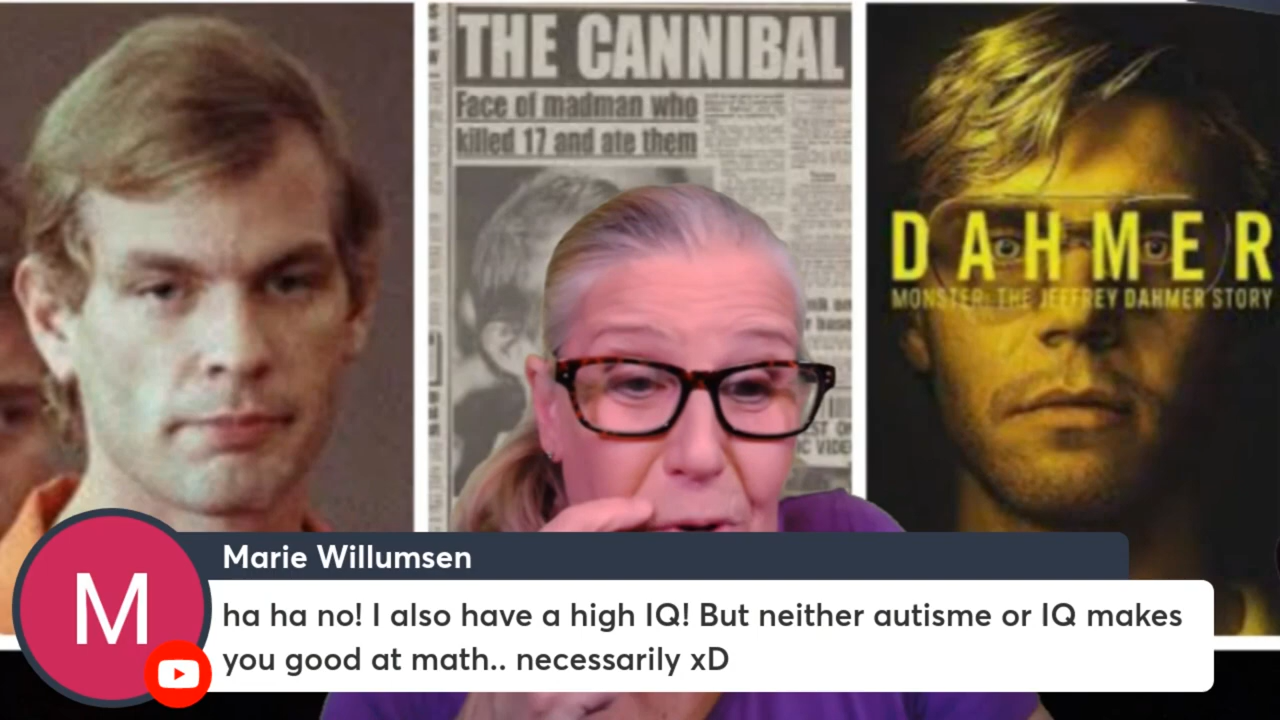 THE CANNIBAL
Face of madman who
killed 17 and ate them
DAHMER
MONSTER: THE JEFFREY DAHMER STORY
M
Marie Willumsen
ha ha no! I also have a high IQ! But neither autisme or IQ makes
you good at math.. necessarily xD